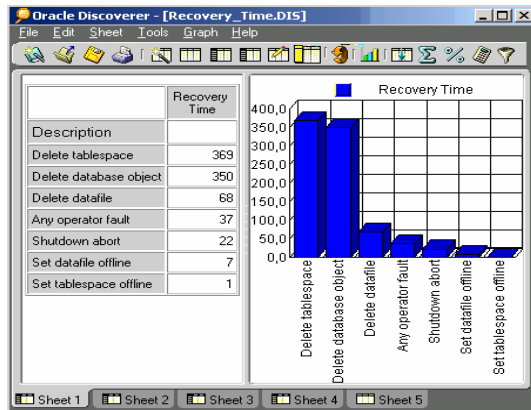 Oracle Discoverer - [Recovery_Time.DIS]
File Edit Sheet Tools Graph Help
Recovery Time
Description
Delete tablespace 369
Delete database object 350
Delete datafile 68
Any operator fault 37
Shutdown abort 22
Set datafile offline 7
Set tablespace offline 1
Recovery Time
400,0
350,0
300,0
250,0
200,0
150,0
100,0
50,0
0,0
Delete tablespace
Delete database object
Delete datafile
Any operator fault
Shutdown abort
Set datafile offline
Set tablespace offline
Sheet 1 Sheet 2 Sheet 3 Sheet 4 Sheet 5